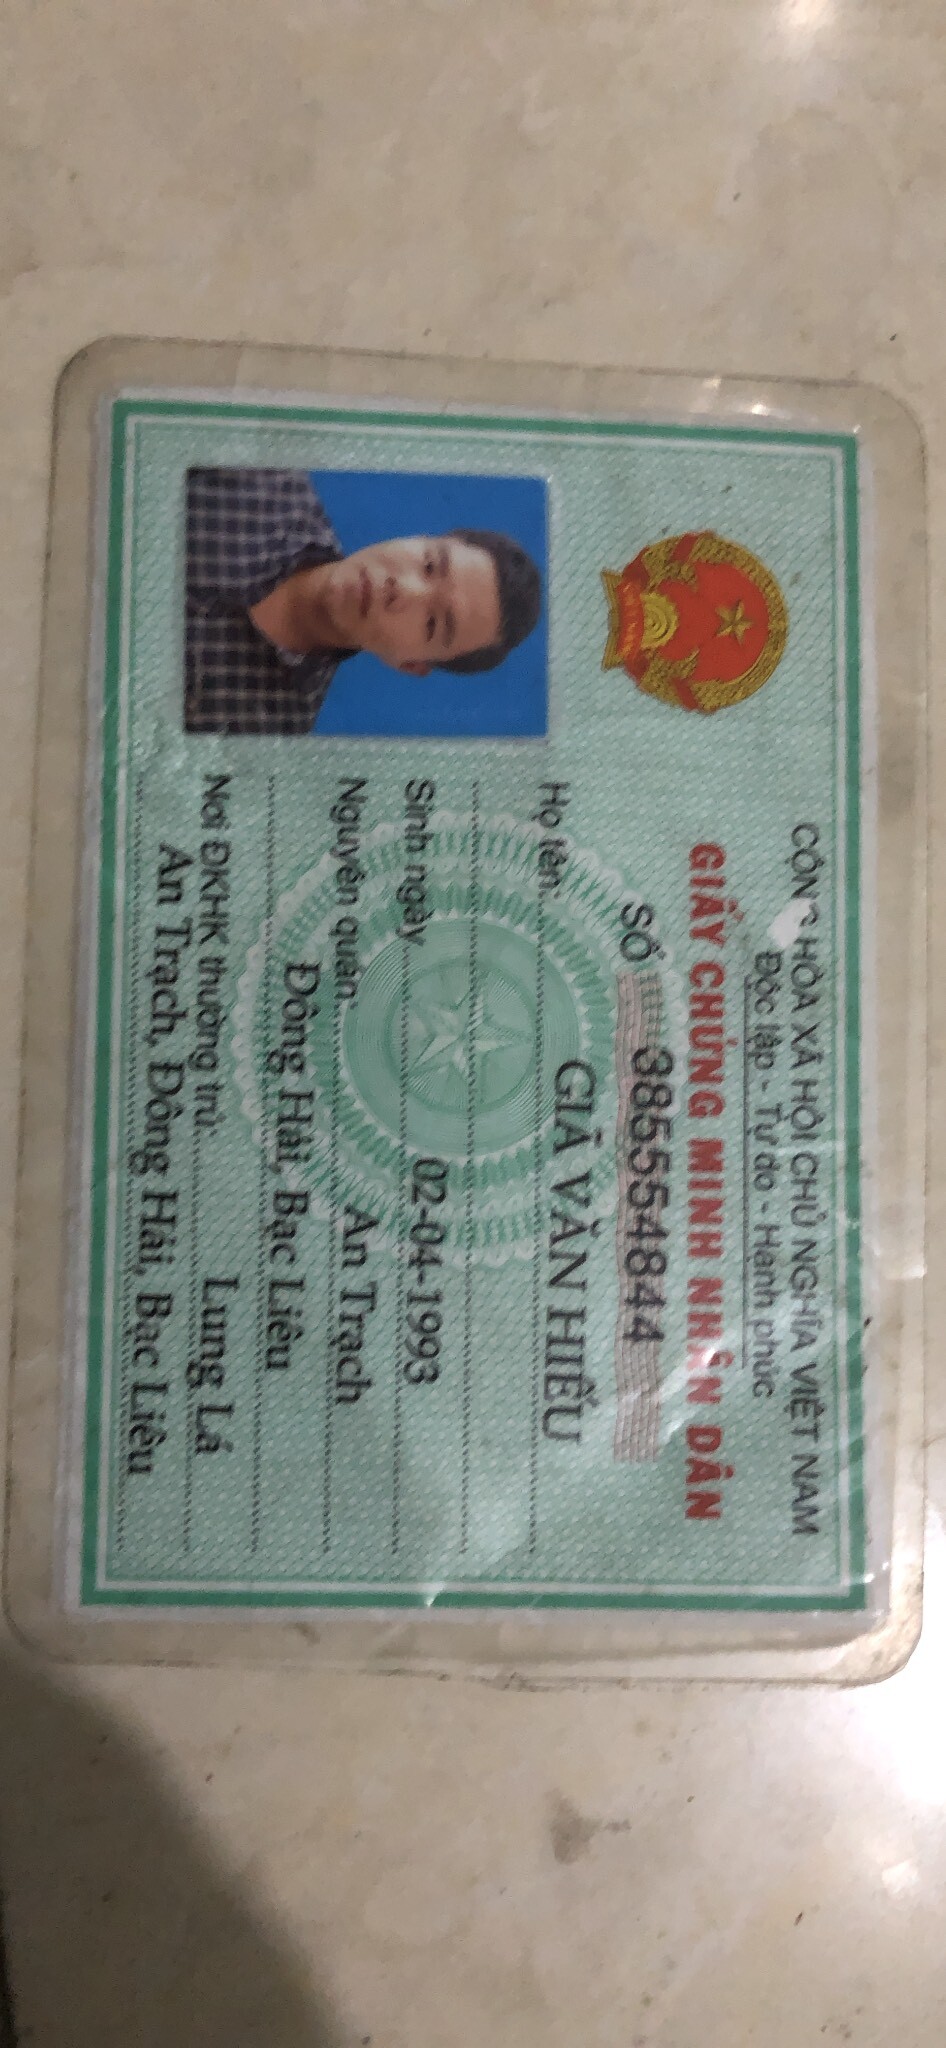 CỘNG HÒA XÃ HỘI CHỦ NGHĨA VIỆT NAM
Độc lập - Tự do - Hạnh phúc
GIẤY CHỨNG MINH NHÂN DÂN
SỐ 385554844
Họ tên: GIẢ VĂN HIẾU
Sinh ngày 02-04-1993
Nguyên quán An Trạch
Đông Hải, Bạc Liêu
Nơi ĐKHK thường trú Lung Lá
An Trạch, Đông Hải, Bạc Liêu